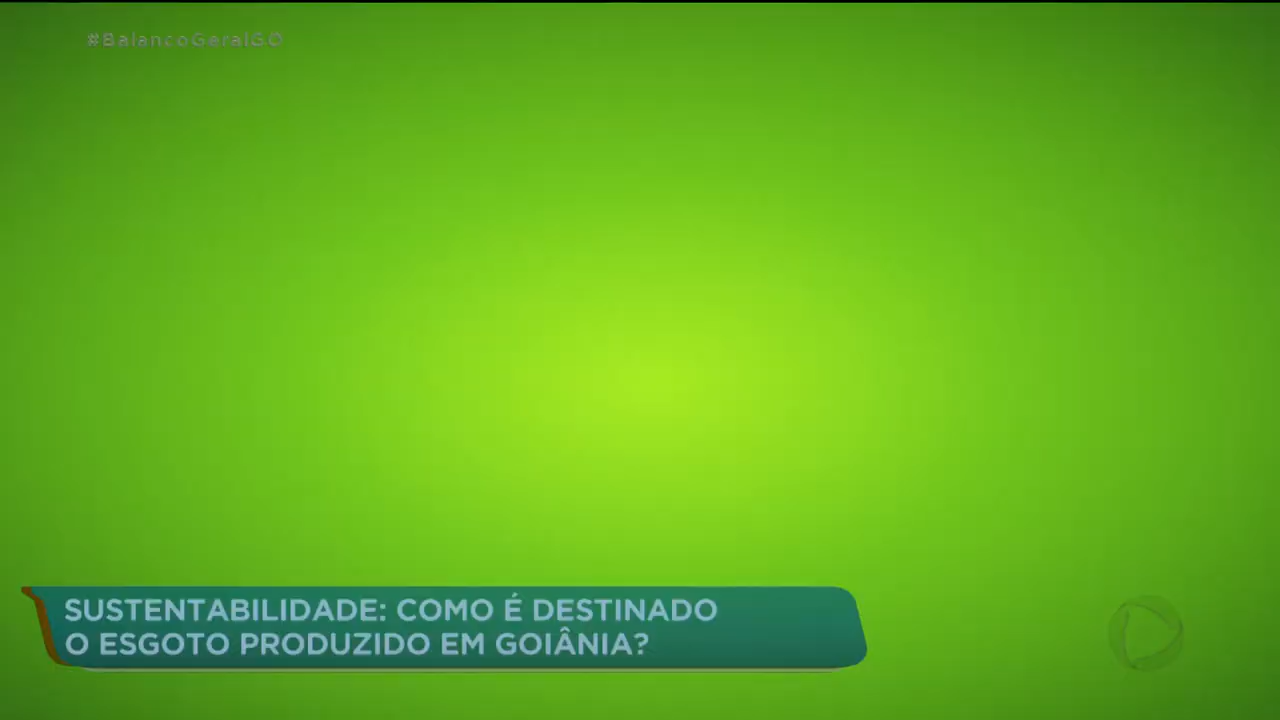 #BalancoGeralGO
SUSTENTABILIDADE: COMO É DESTINADO
O ESGOTO PRODUZIDO EM GOIÂNIA?